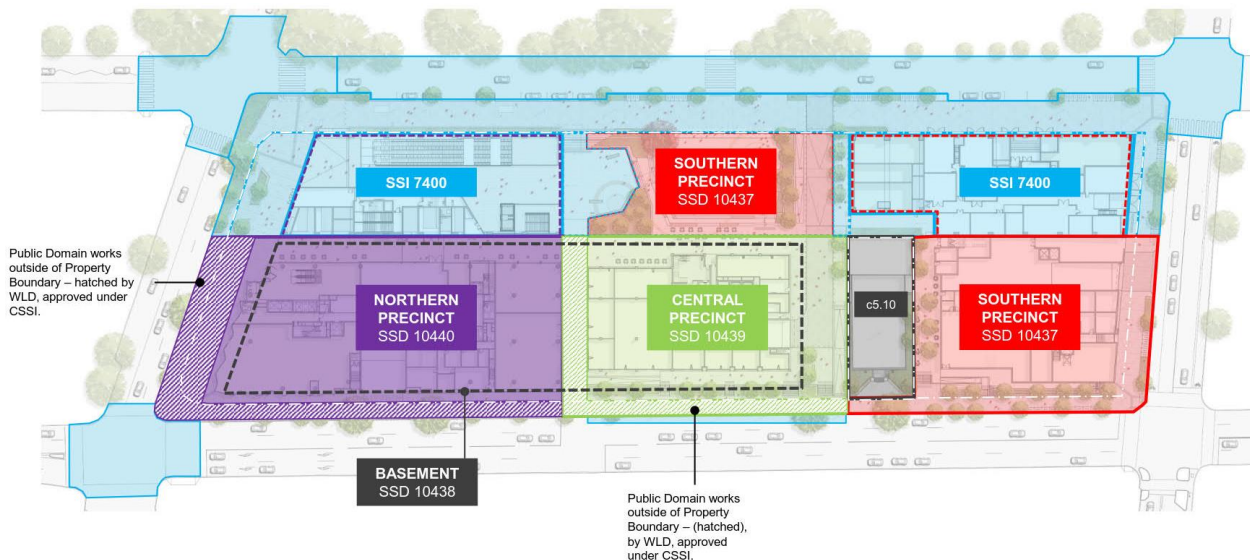 SSI 7400
SOUTHERN
PRECINCT
SSD 10437
SSI 7400
Public Domain works
outside of Property
Boundary – hatched by
WLD, approved under
CSSI.
NORTHERN
PRECINCT
SSD 10440
CENTRAL
PRECINCT
SSD 10439
c5.10
SOUTHERN
PRECINCT
SSD 10437
BASEMENT
SSD 10438
Public Domain works
outside of Property
Boundary – (hatched),
by WLD, approved
under CSSI.